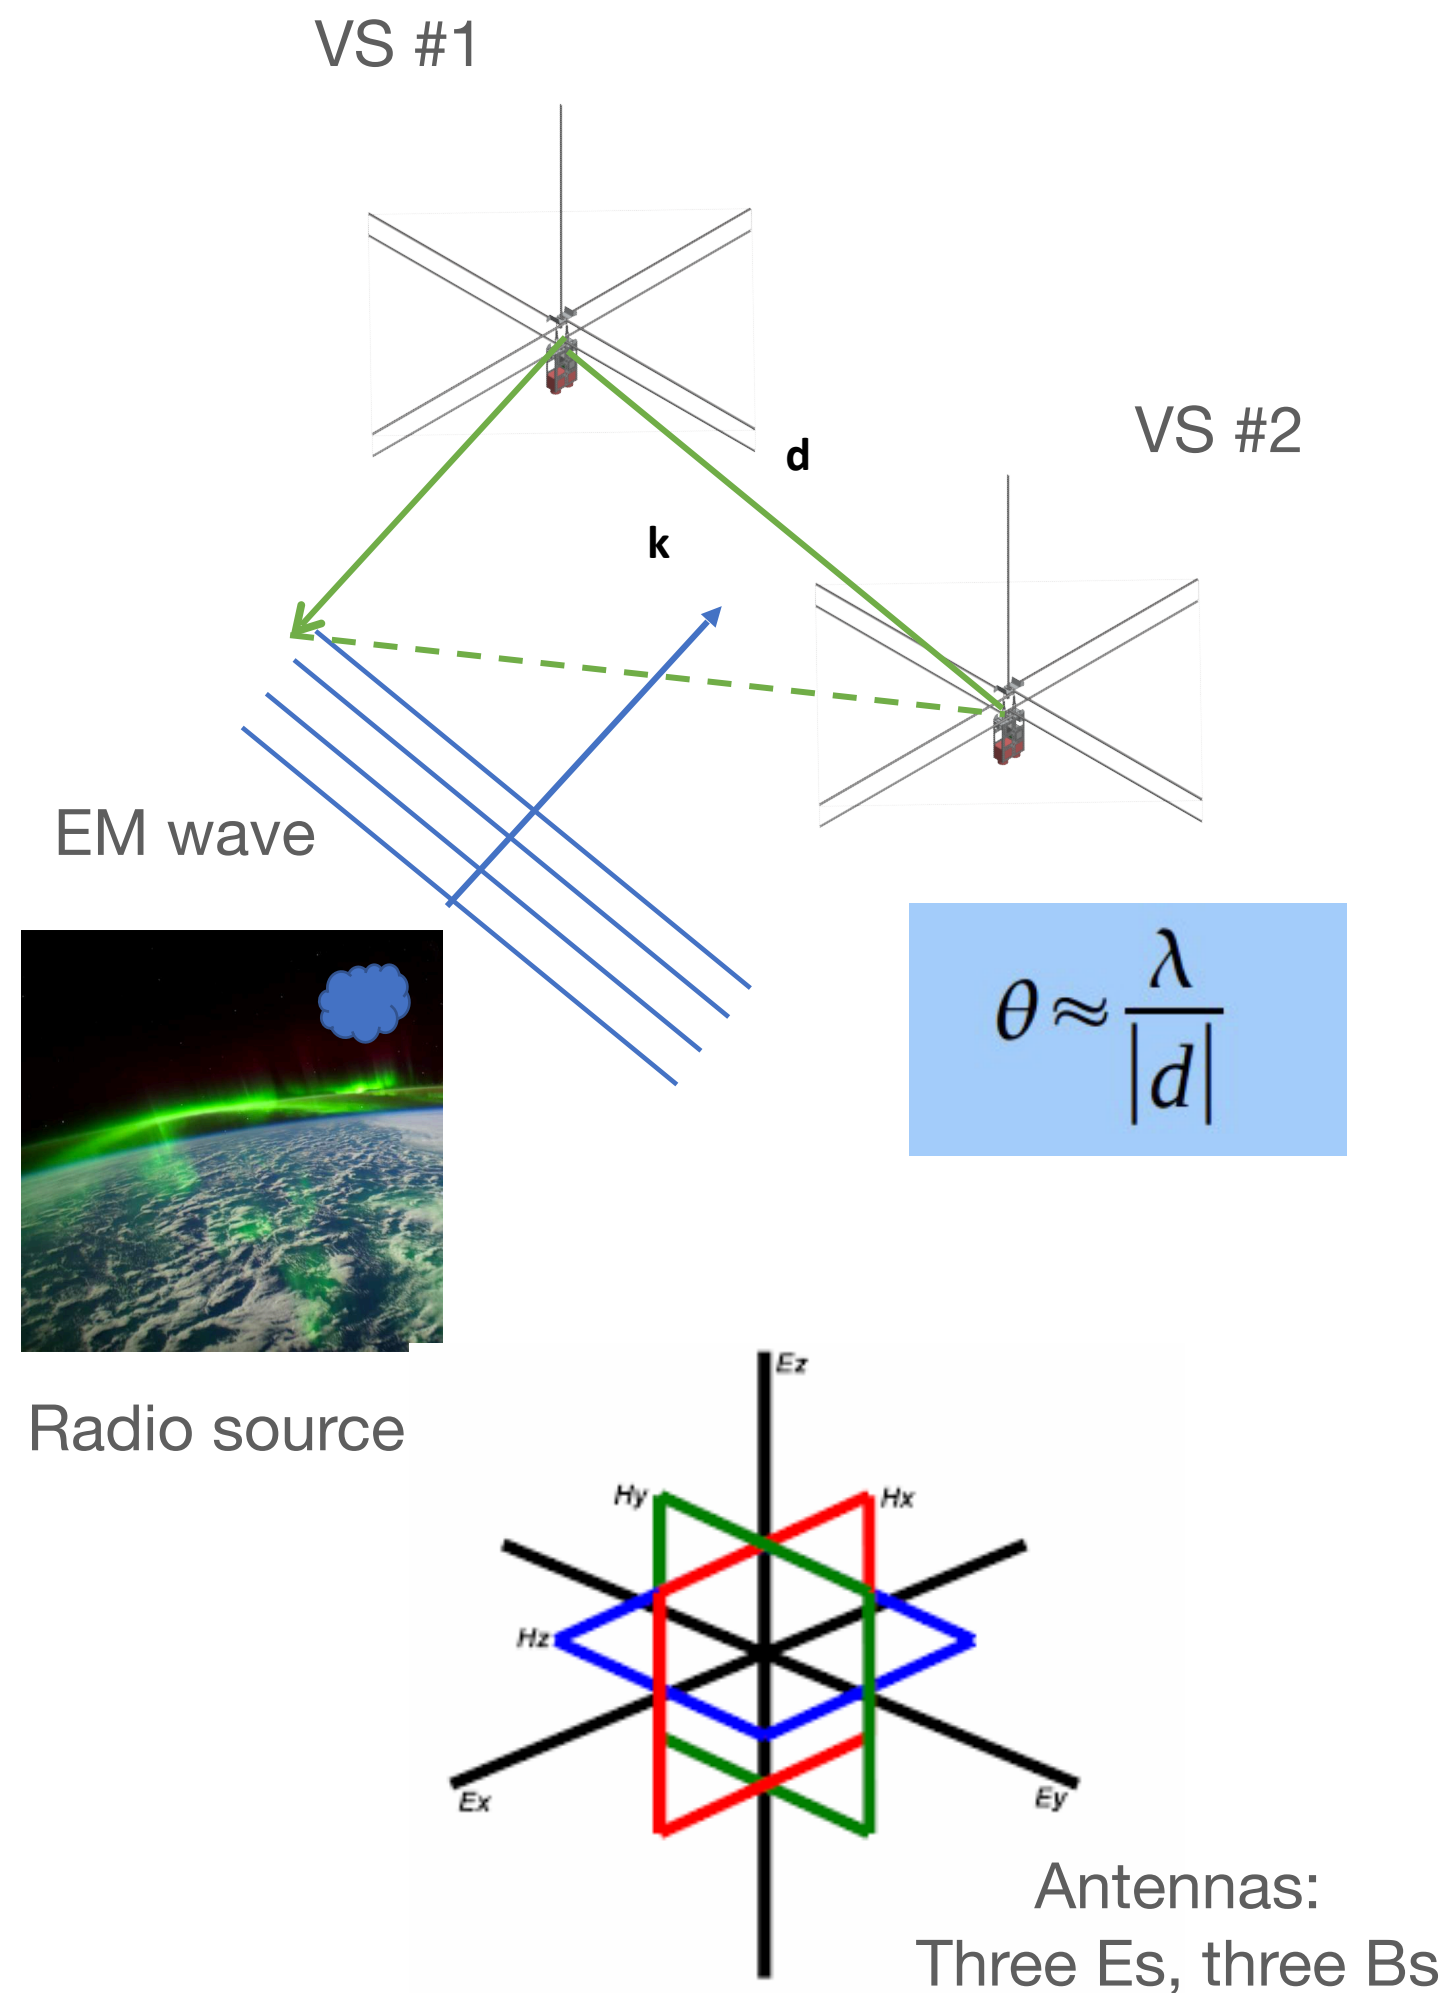 VS #1
VS #2
d
k
EM wave
θ ≈ λ / |d|
Radio source
Ez
Hy
Hx
Hz
Ex
Ey
Antennas:
Three Es, three Bs